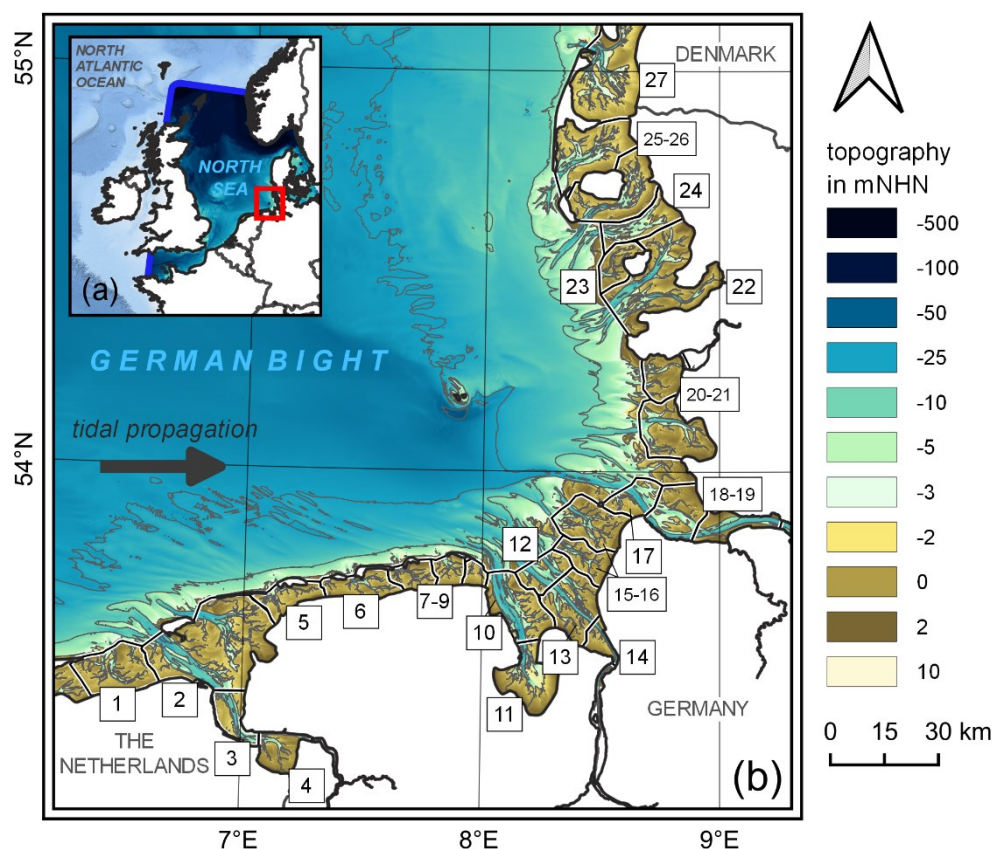 55°N
54°N
NORTH
ATLANTIC
OCEAN
NORTH
SEA
(a)
DENMARK
27
25-26
24
23
22
GERMAN BIGHT
20-21
tidal propagation
18-19
12
17
5
6
7-9
15-16
10
13
14
1
2
11
GERMANY
THE
NETHERLANDS
3
4
(b)
7°E
8°E
9°E
topography
in mNHN
-500
-100
-50
-25
-10
-5
-3
-2
0
2
10
0 15 30 km